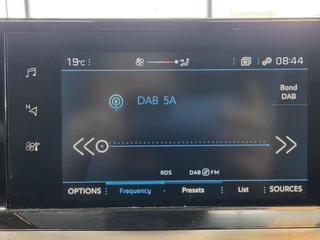 19°C
08:44
Band
DAB
DAB 5A
N
RDS DAB FM
OPTIONS Frequency Presets List SOURCES